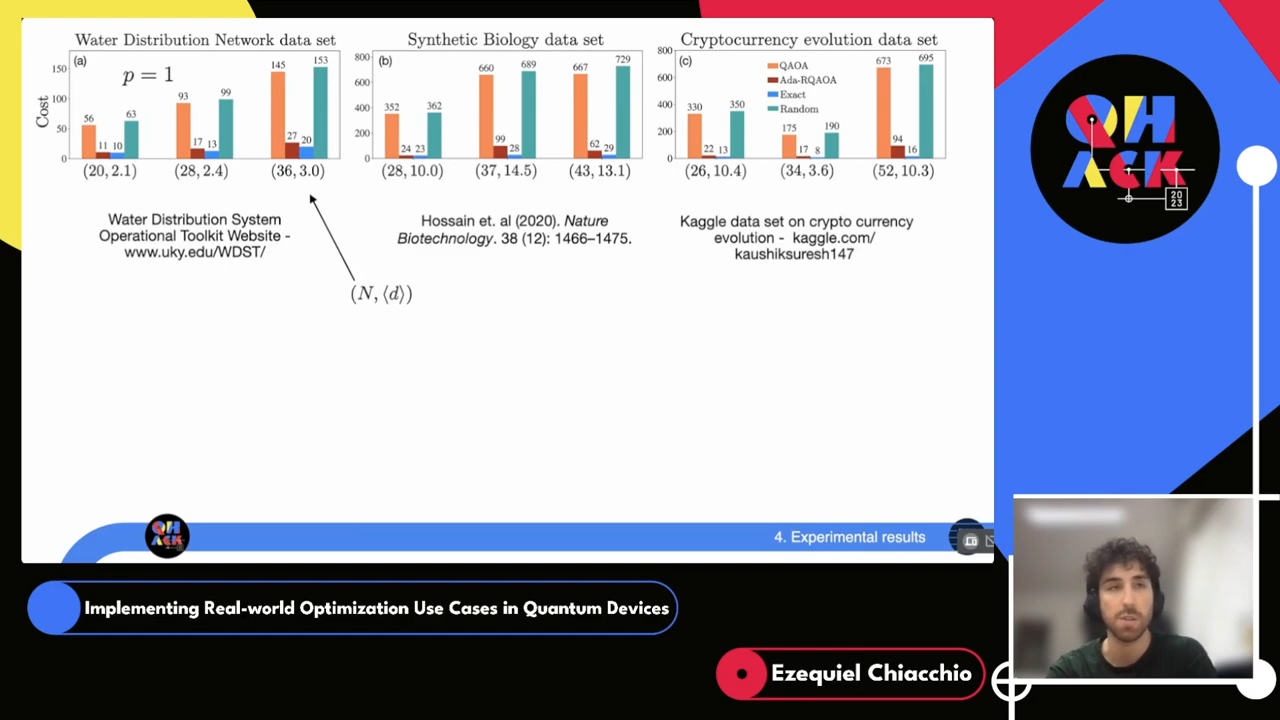 Water Distribution Network data set
(a)
p = 1
Cost
150
100
50
0
56
11
10
63
93
17
13
99
145
27
20
153
(20, 2.1)
(28, 2.4)
(36, 3.0)
Synthetic Biology data set
(b)
800
600
400
200
0
352
24
23
362
660
99
28
689
667
62
29
729
(28, 10.0)
(37, 14.5)
(43, 13.1)
Cryptocurrency evolution data set
(c)
800
600
400
200
0
QAOA
Ada-RQAOA
Exact
Random
330
22
13
350
175
17
8
190
673
94
16
695
(26, 10.4)
(34, 3.6)
(52, 10.3)
Water Distribution System
Operational Toolkit Website -
www.uky.edu/WDST/
Hossain et. al (2020). Nature
Biotechnology. 38 (12): 1466–1475.
Kaggle data set on crypto currency
evolution - kaggle.com/
kaushiksuresh147
(N, ⟨d⟩)
QH
ACK
4. Experimental results
QH
ACK
20
23
Implementing Real-world Optimization Use Cases in Quantum Devices
Ezequiel Chiacchio